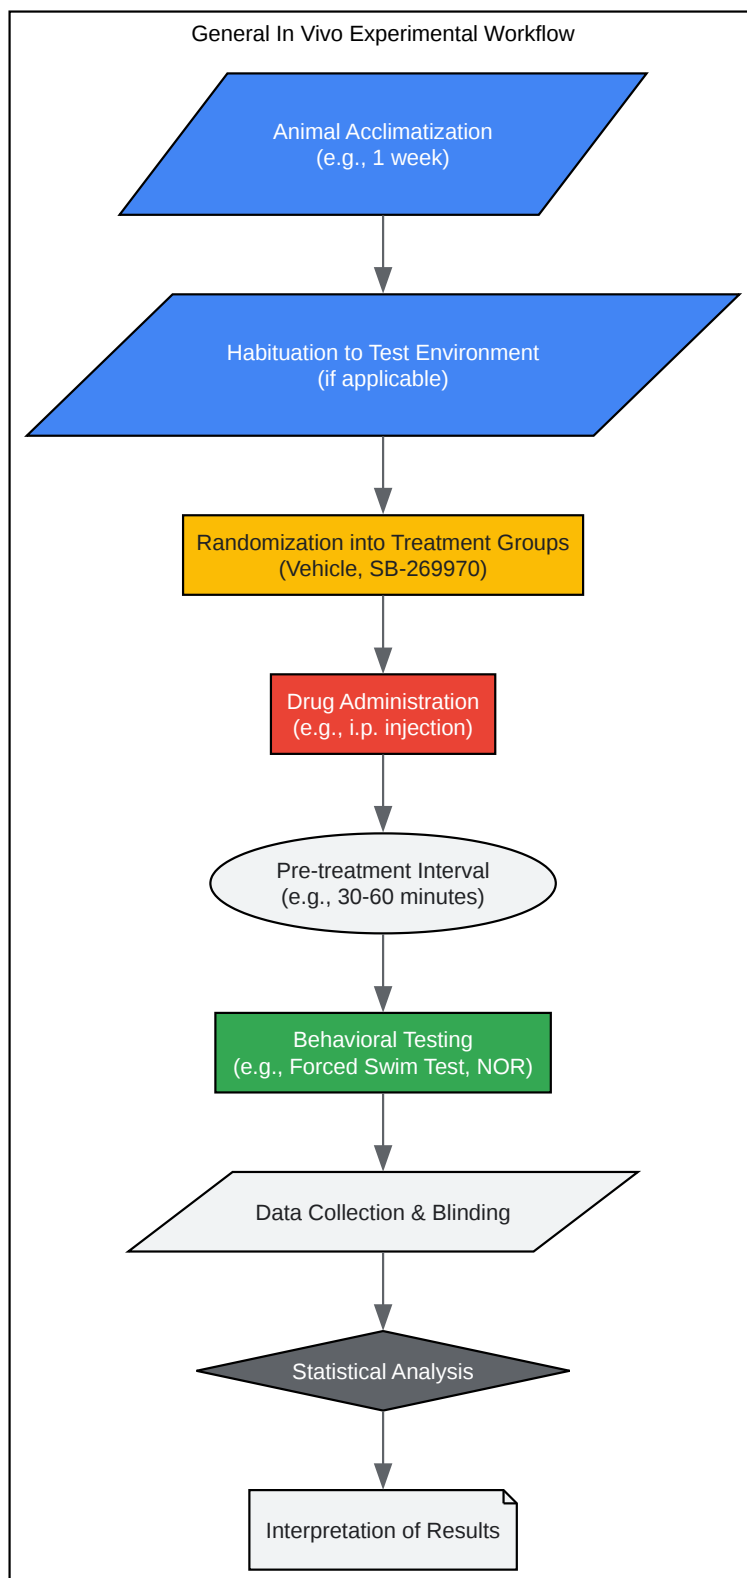 General In Vivo Experimental Workflow
Animal Acclimatization
(e.g., 1 week)
Habituation to Test Environment
(if applicable)
Randomization into Treatment Groups
(Vehicle, SB-269970)
Drug Administration
(e.g., i.p. injection)
Pre-treatment Interval
(e.g., 30-60 minutes)
Behavioral Testing
(e.g., Forced Swim Test, NOR)
Data Collection & Blinding
Statistical Analysis
Interpretation of Results